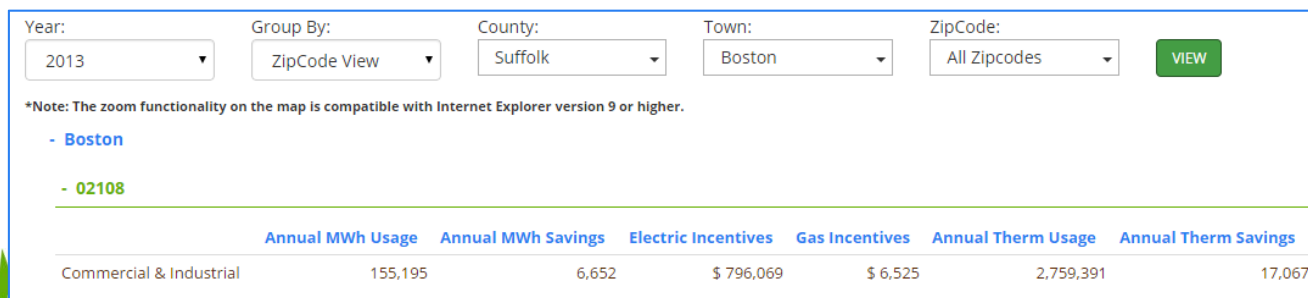 Year: Group By: County: Town: ZipCode:
2013 ZipCode View Suffolk Boston All Zipcodes VIEW
*Note: The zoom functionality on the map is compatible with Internet Explorer version 9 or higher.
- Boston
- 02108
Annual MWh Usage Annual MWh Savings Electric Incentives Gas Incentives Annual Therm Usage Annual Therm Savings
Commercial & Industrial 155,195 6,652 $ 796,069 $ 6,525 2,759,391 17,067